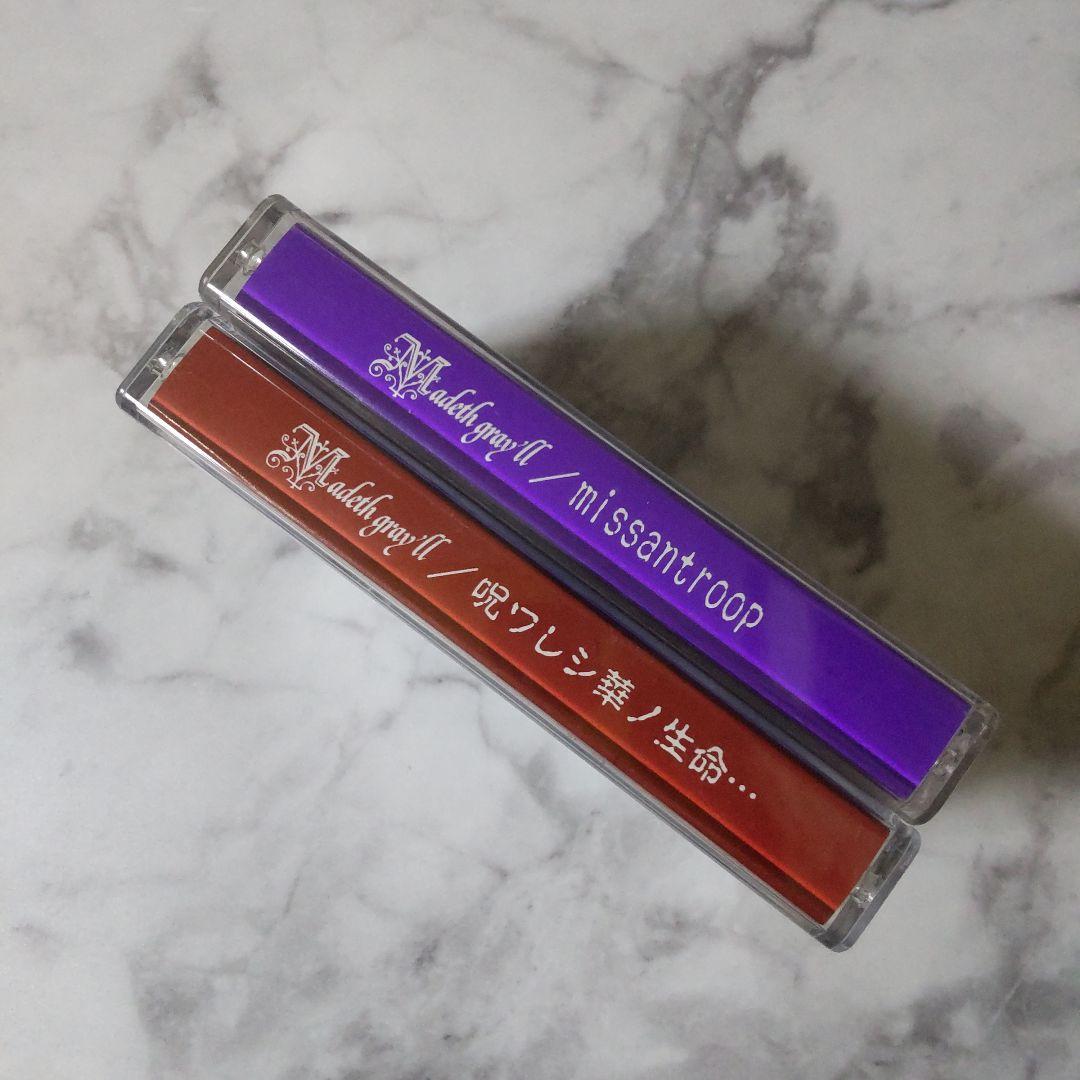 Madeth gray'll / missantroop
Madeth gray'll / 呪ワレシ華ノ生命...